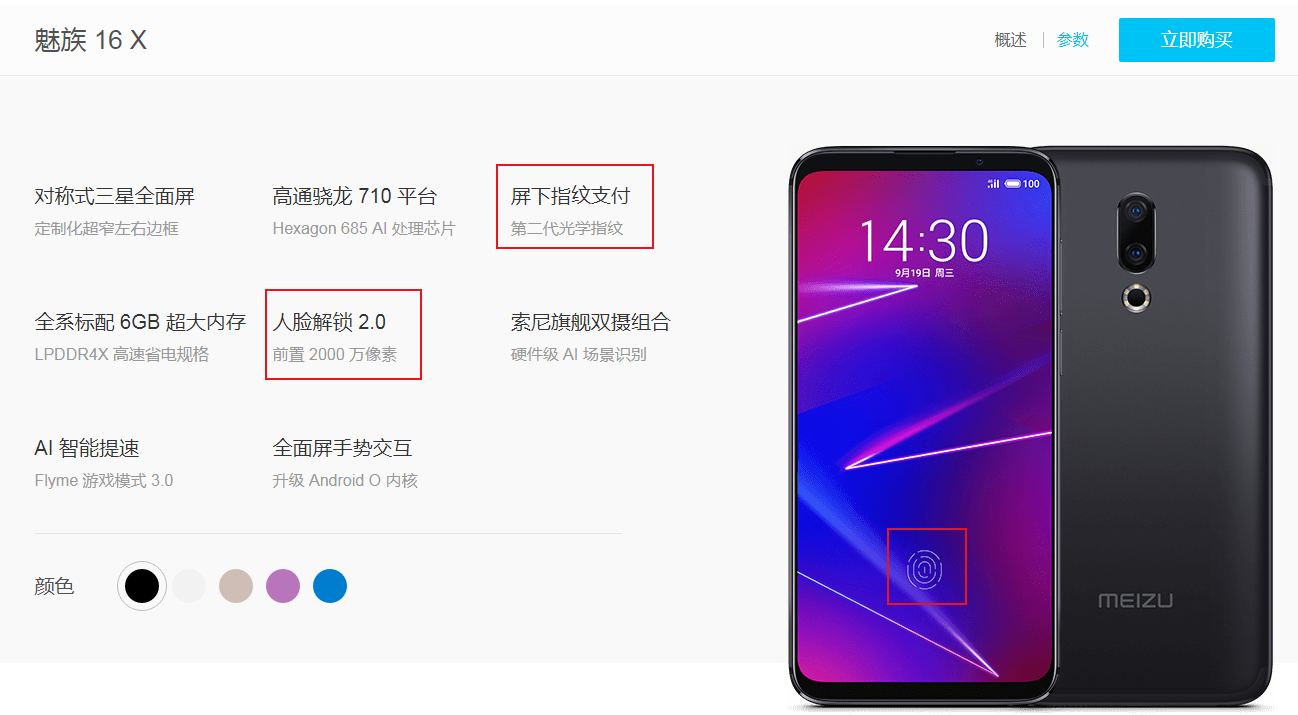 魅族 16 X
概述
参数
立即购买
对称式三星全面屏
定制化超窄左右边框
高通骁龙 710 平台
Hexagon 685 AI 处理芯片
屏下指纹支付
第二代光学指纹
全系标配 6GB 超大内存
LPDDR4X 高速省电规格
人脸解锁 2.0
前置 2000 万像素
索尼旗舰双摄组合
硬件级 AI 场景识别
AI 智能提速
Flyme 游戏模式 3.0
全面屏手势交互
升级 Android O 内核
颜色
100
14:30
9月19日 周三
MEIZU